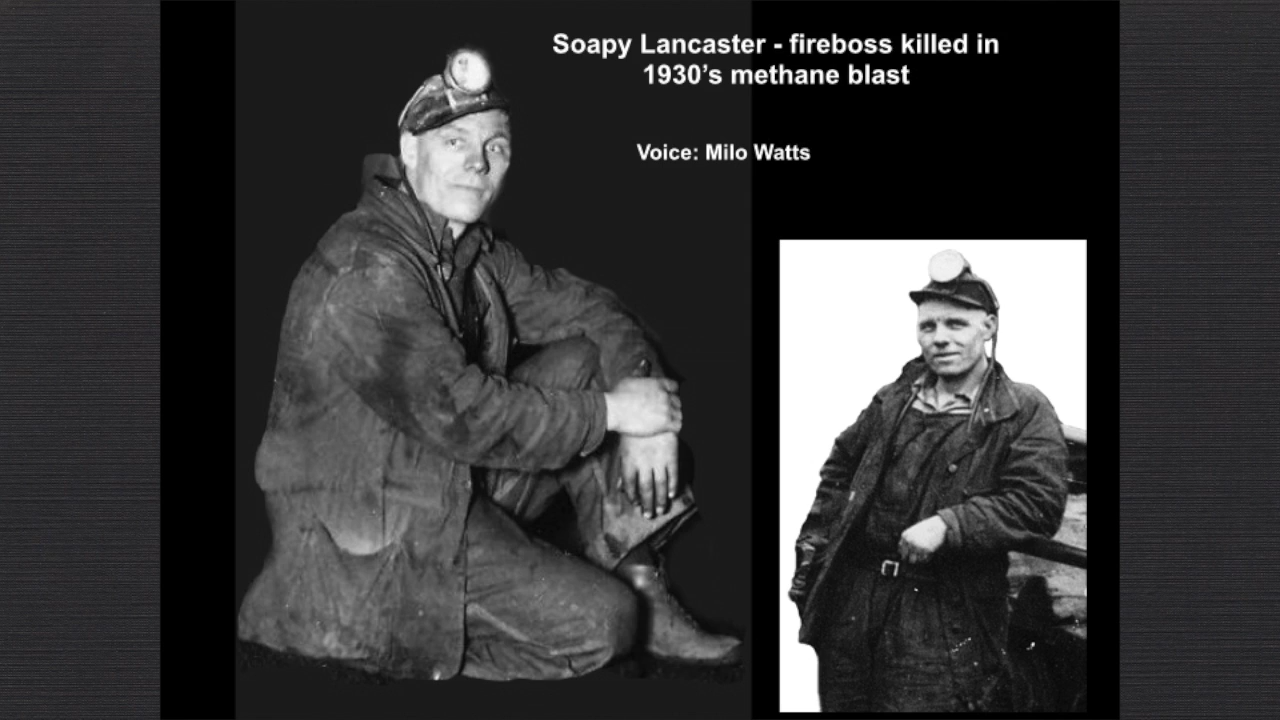 Soapy Lancaster - fireboss killed in
1930’s methane blast
Voice: Milo Watts